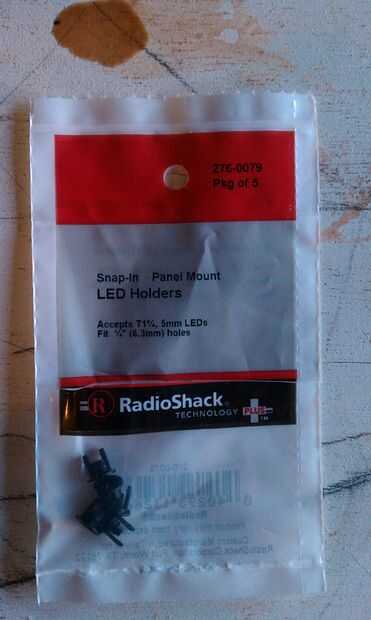 276-0079
Pkg of 5
Snap-In Panel Mount
LED Holders
Accepts T1¾, 5mm LEDs
Fit ¼" (6.3mm) holes
R RadioShack®
TECHNOLOGY PLUS
TM